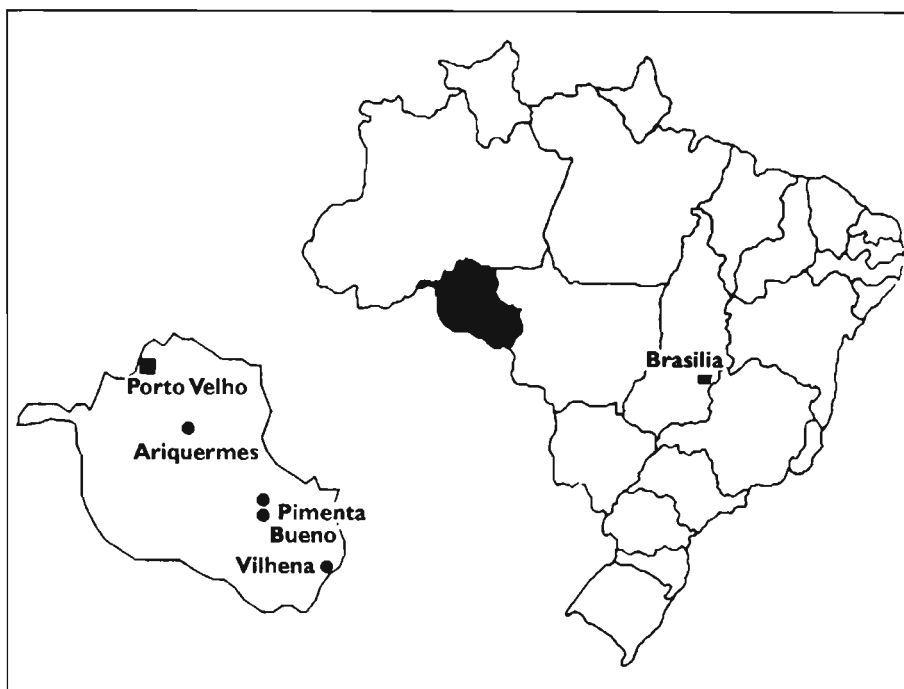 Brasilia
Porto Velho
Ariquermes
Pimenta
Bueno
Vilhena